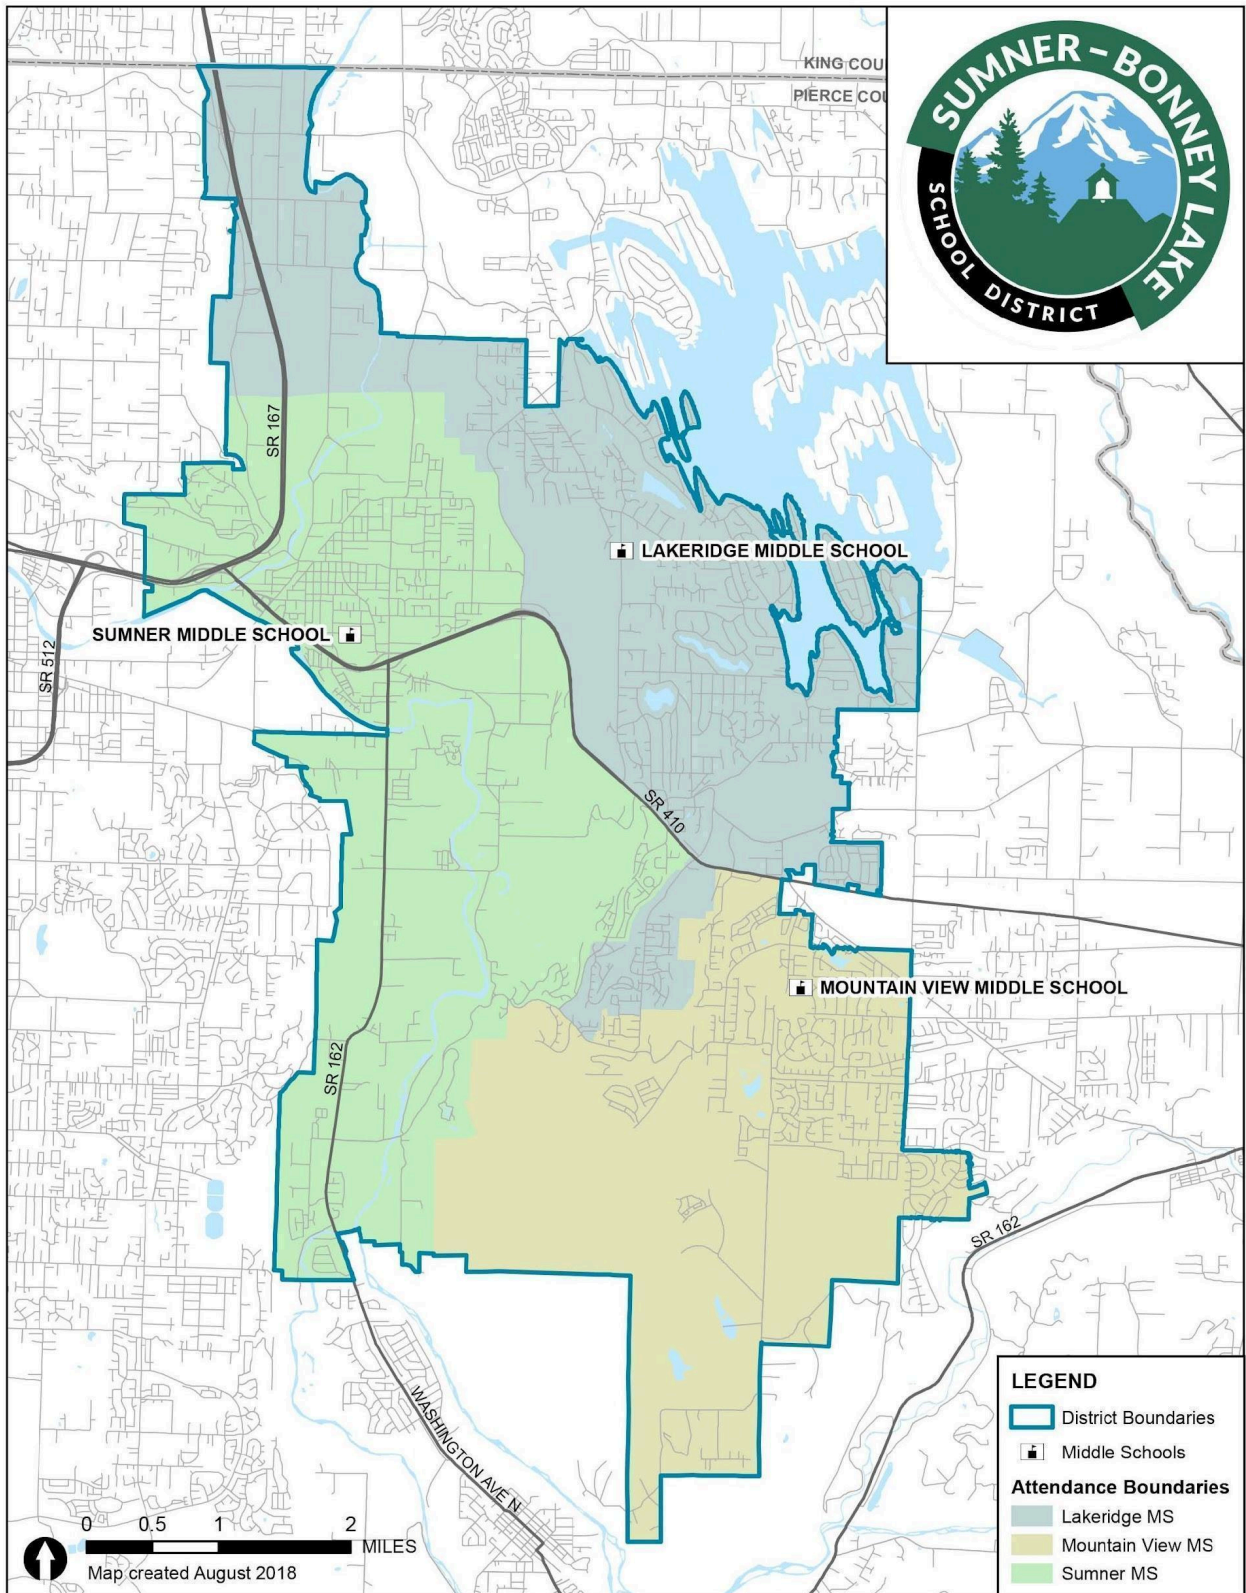 KING COU
PIERCE COU
SUMNER - BONNEY LAKE
SCHOOL DISTRICT
SR 167
LAKERIDGE MIDDLE SCHOOL
SUMNER MIDDLE SCHOOL
SR 512
SR 410
MOUNTAIN VIEW MIDDLE SCHOOL
SR 162
SR 162
WASHINGTON AVE N
LEGEND
District Boundaries
Middle Schools
Attendance Boundaries
Lakeridge MS
Mountain View MS
Sumner MS
0 0.5 1 2
MILES
Map created August 2018